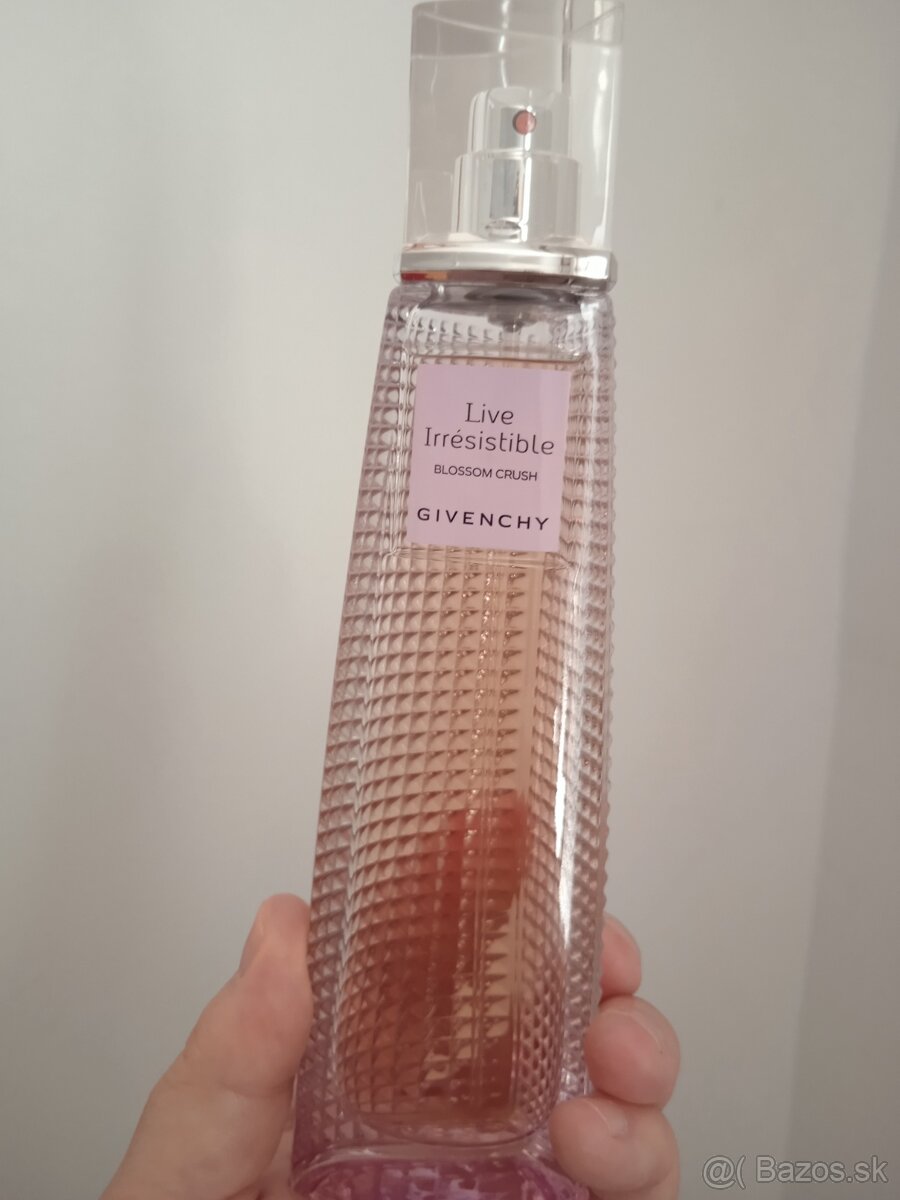 Live
Irrésistible
BLOSSOM CRUSH
GIVENCHY
@( Bazos.sk